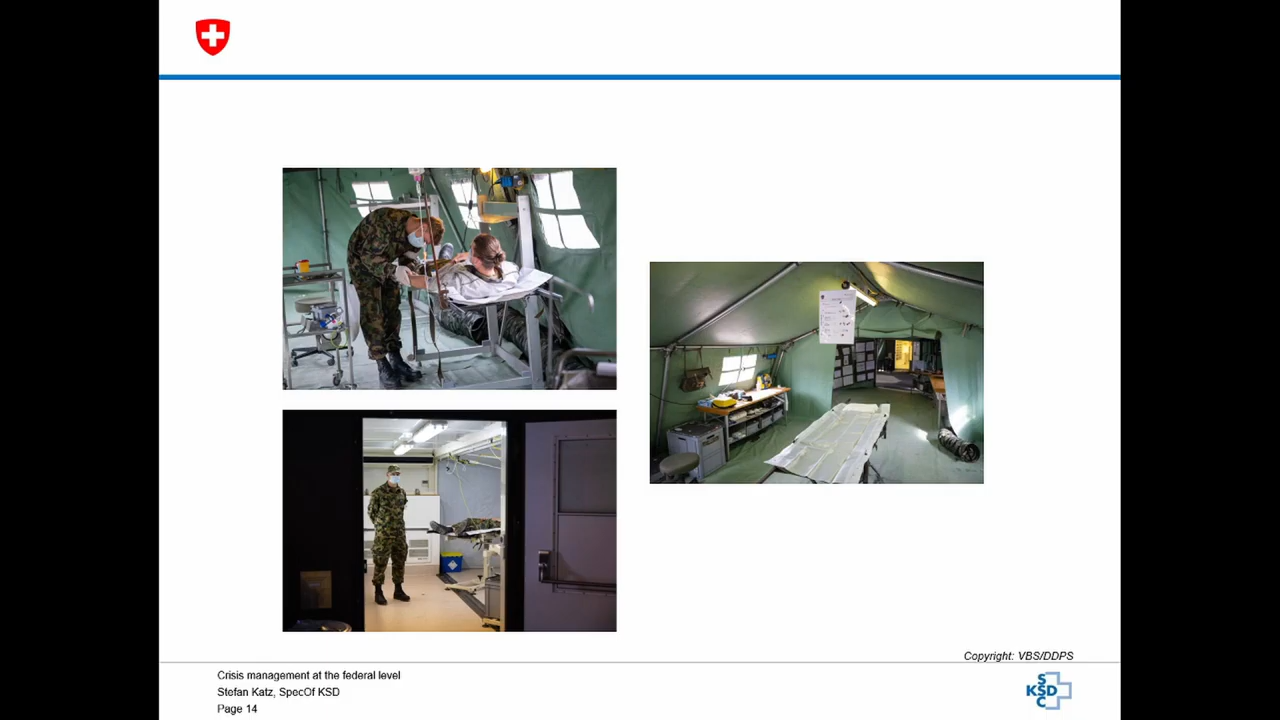 Copyright: VBS/DDPS
Crisis management at the federal level
Stefan Katz, SpecOf KSD
Page 14
S
KSD
C